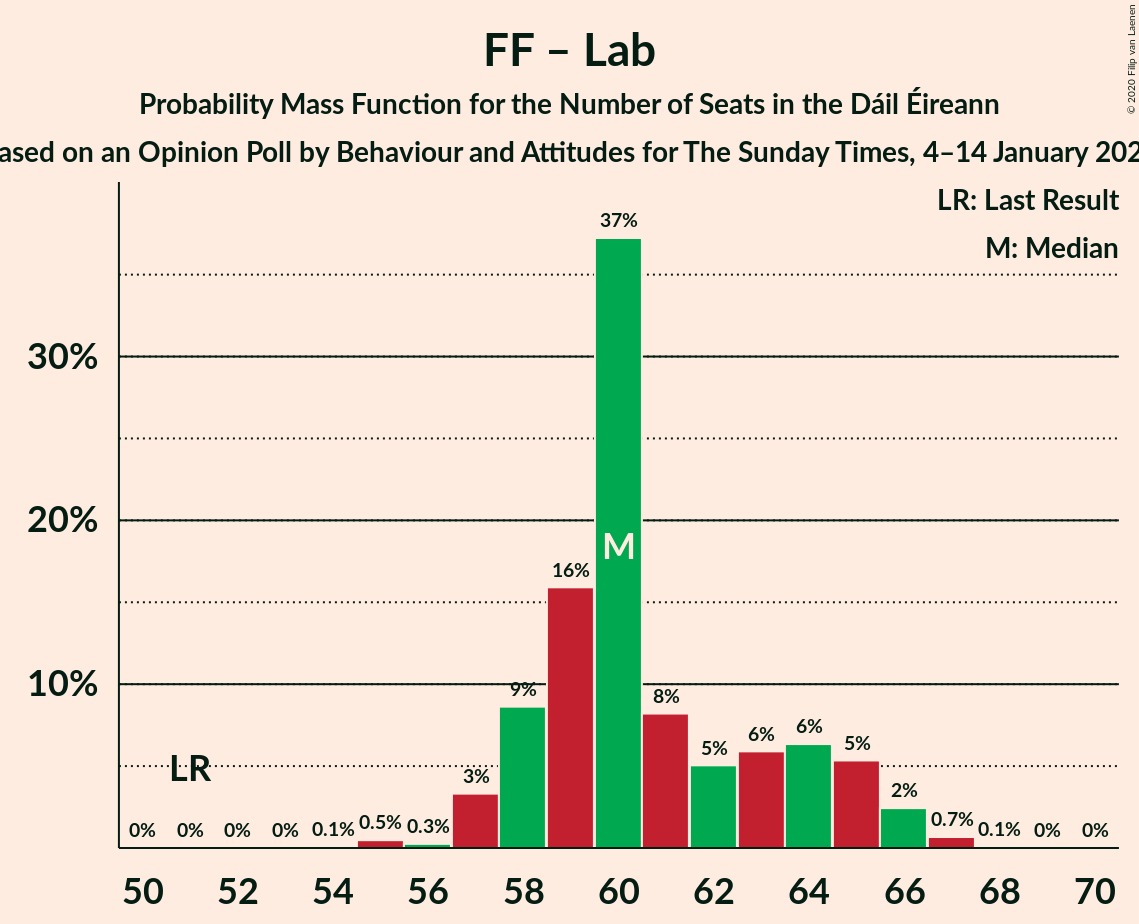 FF – Lab
Probability Mass Function for the Number of Seats in the Dáil Éireann
ased on an Opinion Poll by Behaviour and Attitudes for The Sunday Times, 4–14 January 202
© 2020 Filip van Laenen
LR: Last Result
M: Median
37%
30%
20%
M
16%
10%
9%
8%
6%
6%
5%
5%
LR
3%
2%
0% 0% 0% 0% 0.1% 0.5% 0.3% 0.7% 0.1% 0% 0%
50 52 54 56 58 60 62 64 66 68 70